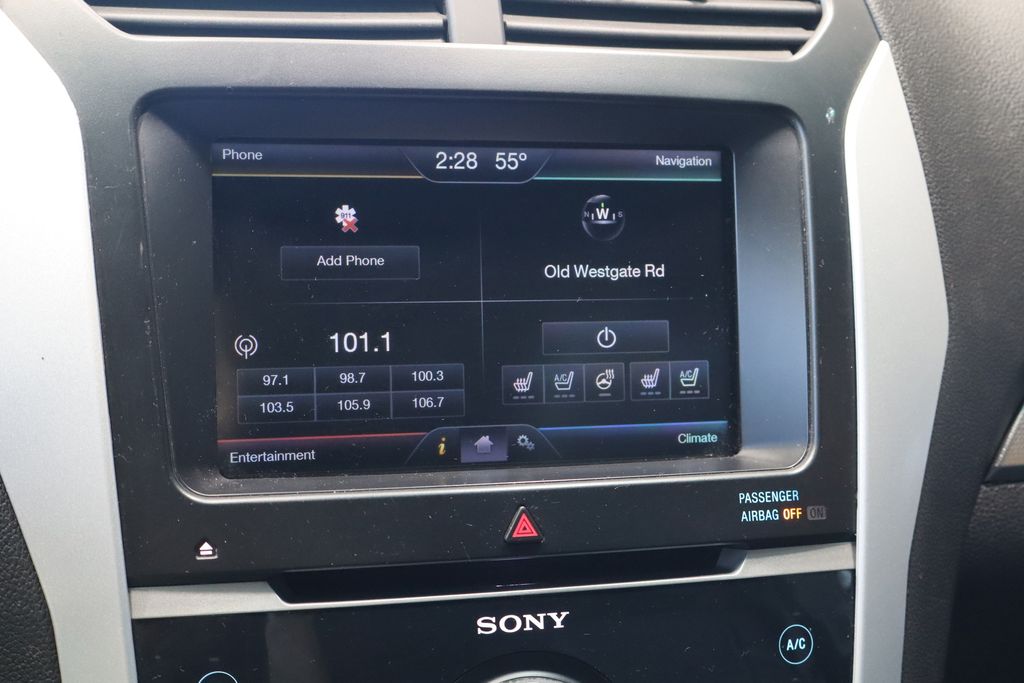 Phone
2:28 55°
Navigation
911
N W S
Add Phone
Old Westgate Rd
101.1
97.1 98.7 100.3
103.5 105.9 106.7
A/C
A/C
Entertainment
i
Climate
PASSENGER
AIRBAG OFF ON
SONY
A/C